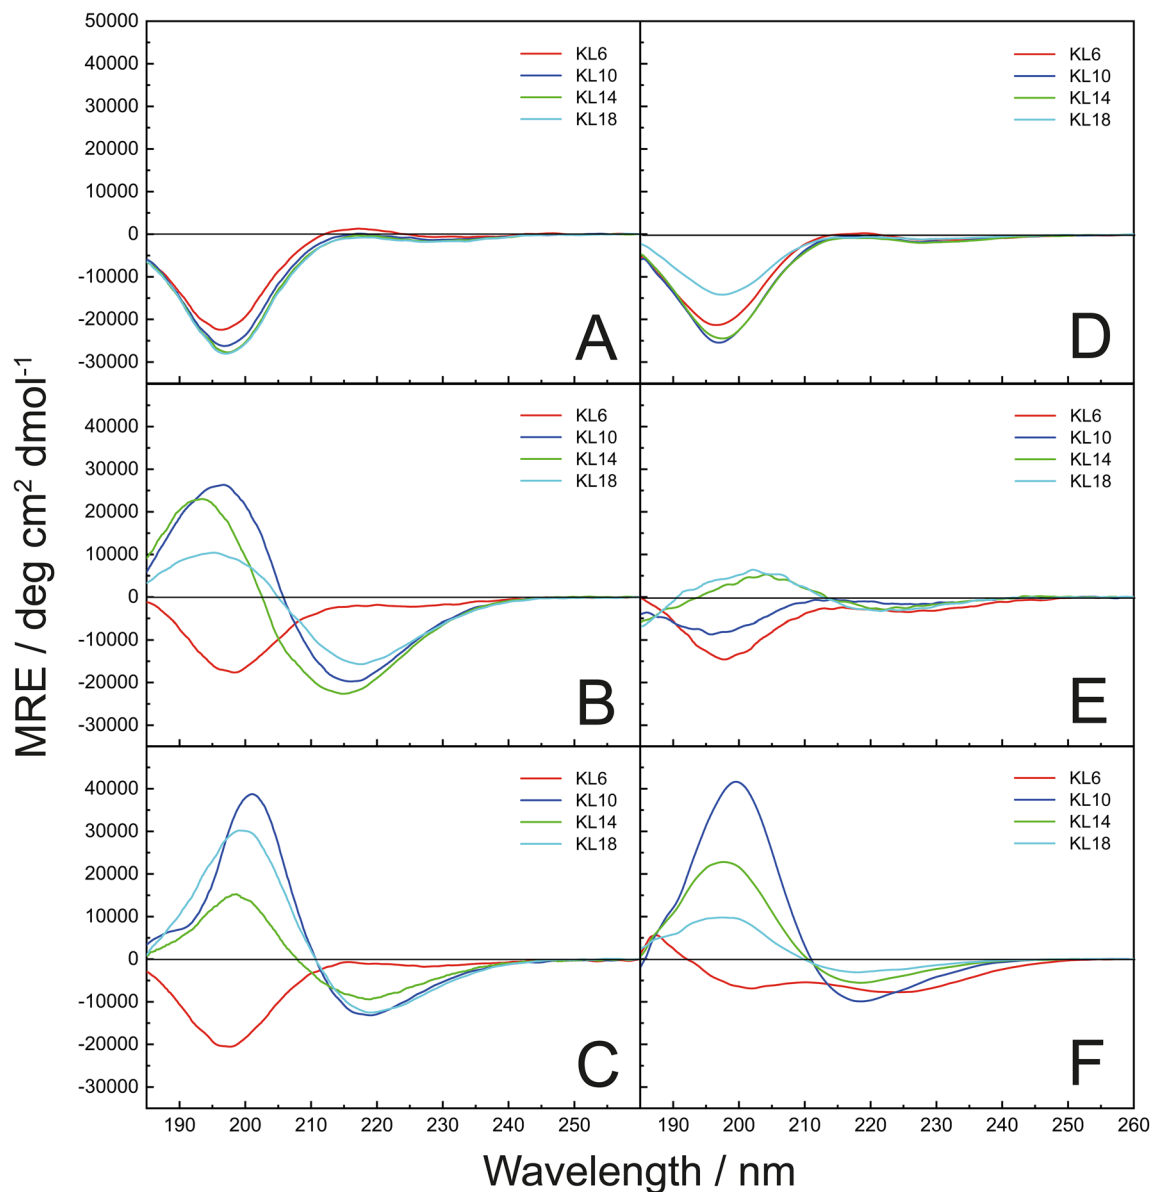 MRE / deg cm² dmol⁻¹
50000
40000
30000
20000
10000
0
-10000
-20000
-30000
KL6
KL10
KL14
KL18
A
KL6
KL10
KL14
KL18
D
40000
30000
20000
10000
0
-10000
-20000
-30000
KL6
KL10
KL14
KL18
B
KL6
KL10
KL14
KL18
E
40000
30000
20000
10000
0
-10000
-20000
-30000
KL6
KL10
KL14
KL18
C
KL6
KL10
KL14
KL18
F
190 200 210 220 230 240 250 190 200 210 220 230 240 250 260
Wavelength / nm